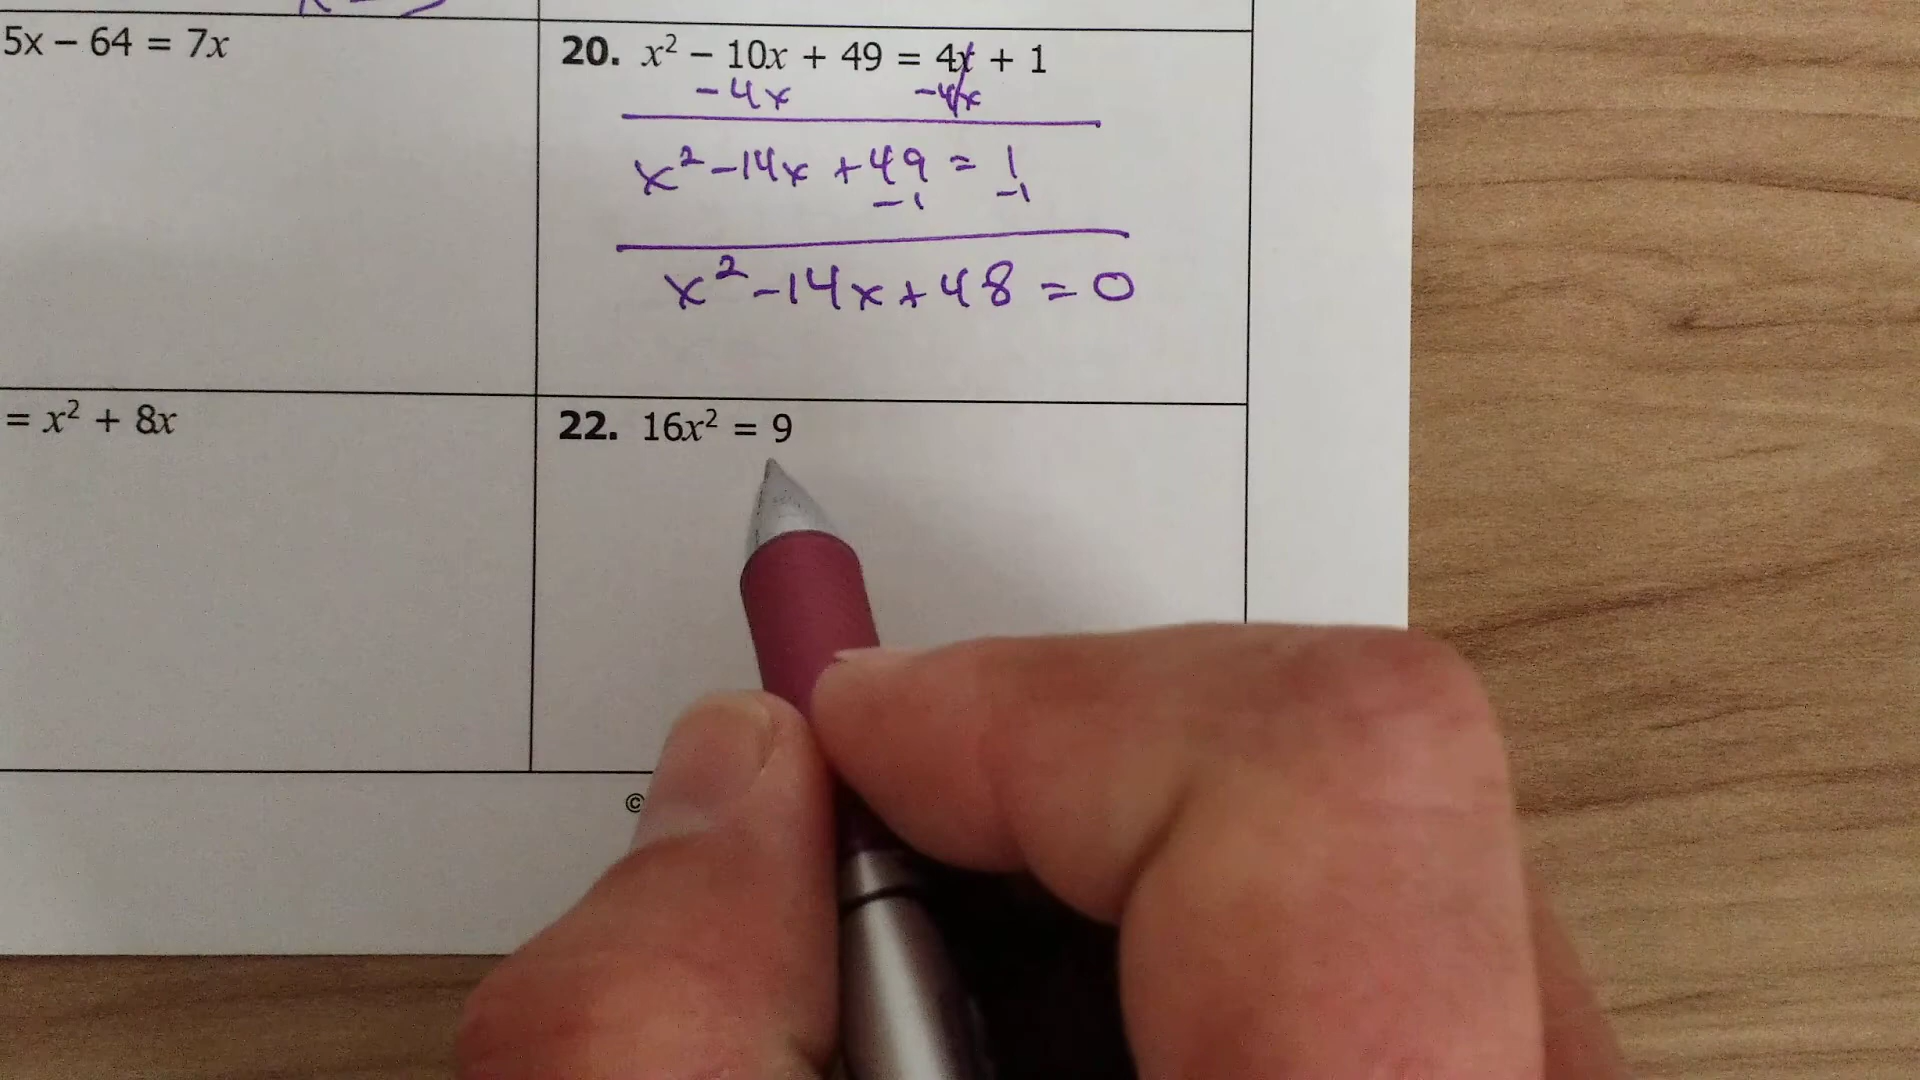 5x − 64 = 7x
20. x² − 10x + 49 = 4x + 1
−4x −4x
x² −14x +49 = 1
−1 −1
x² −14x + 48 = 0
= x² + 8x
22. 16x² = 9
©